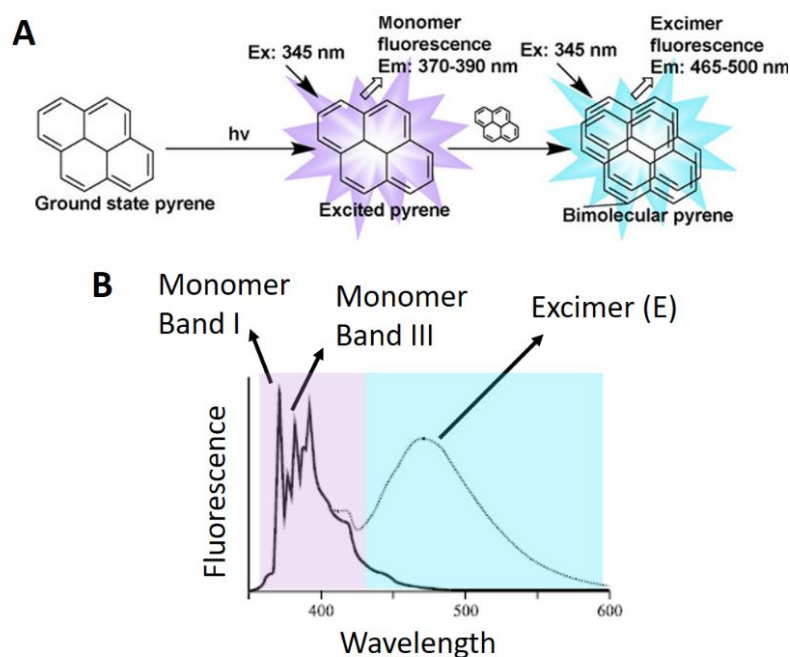 A
Ex: 345 nm
Monomer
fluorescence
Em: 370-390 nm
Ex: 345 nm
Excimer
fluorescence
Em: 465-500 nm
hν
Ground state pyrene
Excited pyrene
Bimolecular pyrene
B
Monomer
Band I
Monomer
Band III
Excimer (E)
Fluorescence
400
500
600
Wavelength